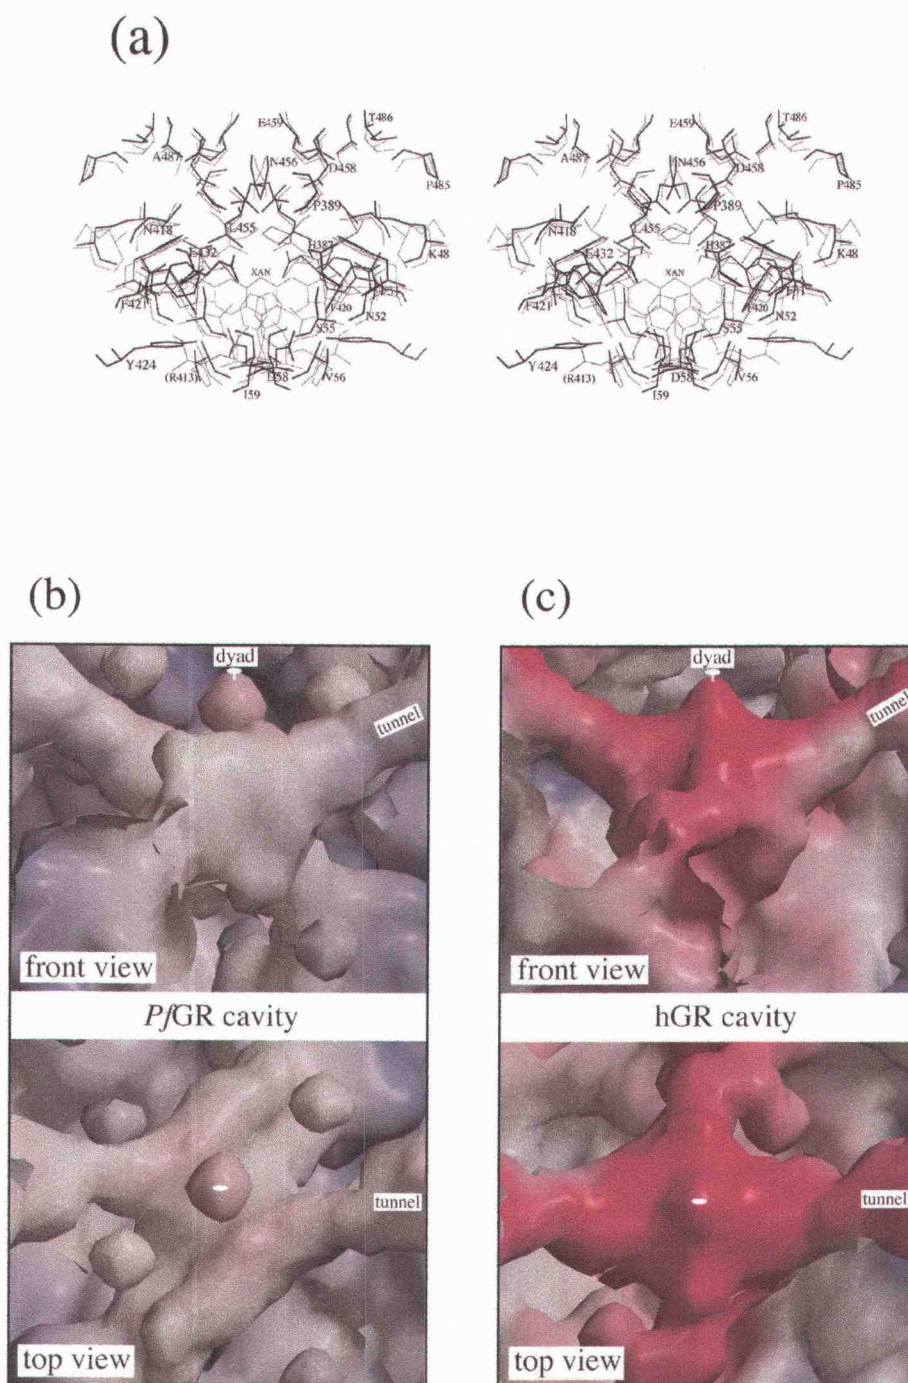 (a)
E459 T486
A487 N456 D458
P485
P389
N418 L455
E432 H387 K48
XAN
F421 F420 N52
S55
Y424 (R413) D58 V56
I59
E459 T486
A487 N456 D458
P485
P389
N418 L455
E432 H387 K48
XAN
F421 F420 N52
S55
Y424 (R413) D58 V56
I59
(b) (c)
dyad
tunnel
front view
PfGR cavity
tunnel
top view
dyad
tunnel
front view
hGR cavity
tunnel
top view